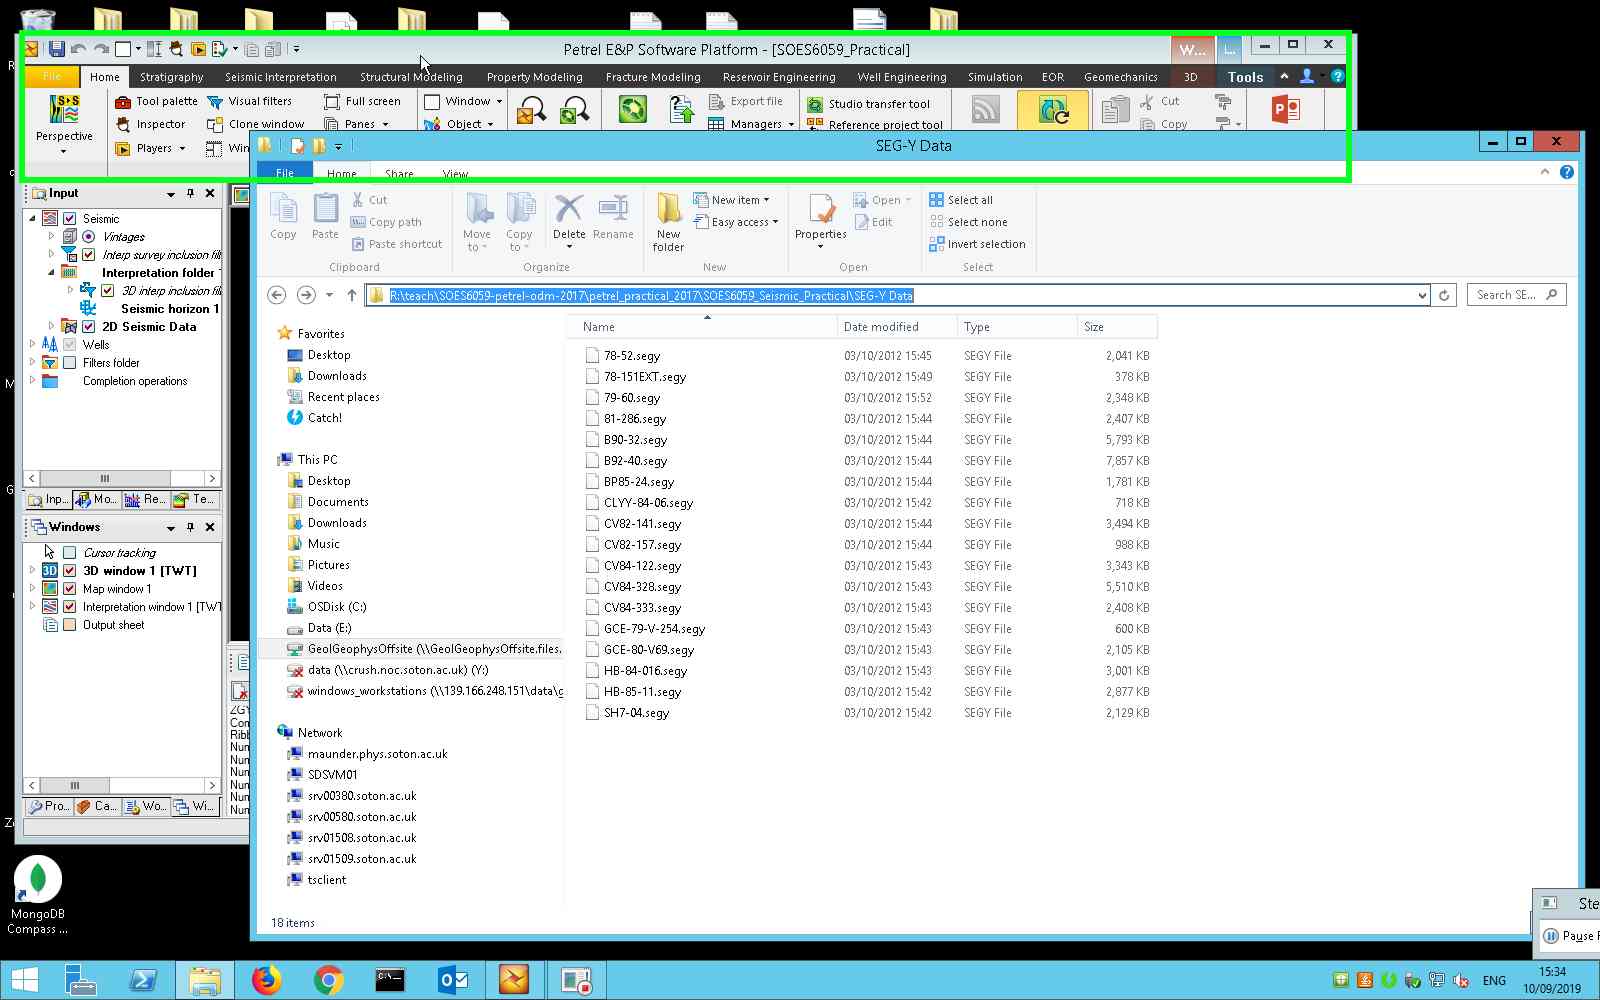 Petrel E&P Software Platform - [SOES6059_Practical]
W...
File
Home
Stratigraphy
Seismic Interpretation
Structural Modeling
Property Modeling
Fracture Modeling
Reservoir Engineering
Well Engineering
Simulation
EOR
Geomechanics
3D
Tools
Perspective
Tool palette
Inspector
Players
Visual filters
Clone window
Full screen
Panes
Window
Object
Export file
Managers
Studio transfer tool
Reference project tool
Cut
Copy
SEG-Y Data
File
Home
Share
View
Copy
Paste
Cut
Copy path
Paste shortcut
Clipboard
Move to
Copy to
Delete
Rename
Organize
New folder
New item
Easy access
New
Properties
Open
Edit
Open
Select all
Select none
Invert selection
Select
R:\teach\SOES6059-petrel-odm-2017\petrel_practical_2017\SOES6059_Seismic_Practical\SEG-Y Data
Search SE...
Input
Seismic
Vintages
Interp survey inclusion fil
Interpretation folder
3D interp inclusion fi
Seismic horizon 1
2D Seismic Data
Wells
Filters folder
Completion operations
Inp...
Mo...
Re...
Te...
Windows
Cursor tracking
3D window 1 [TWT]
Map window 1
Interpretation window 1 [TWT
Output sheet
Pro...
Ca...
Wo...
Wi...
ZGY
Con
Ribb
Num
Num
Num
Num
Num
Num
Favorites
Desktop
Downloads
Recent places
Catch!
This PC
Desktop
Documents
Downloads
Music
Pictures
Videos
OSDisk (C:)
Data (E:)
GeolGeophysOffsite (\\GeolGeophysOffsite.files.
data (\\crush.noc.soton.ac.uk) (Y:)
windows_workstations (\\139.166.248.151\data\g
Network
maunder.phys.soton.ac.uk
SDSVM01
srv00380.soton.ac.uk
srv00580.soton.ac.uk
srv01508.soton.ac.uk
srv01509.soton.ac.uk
tsclient
Name Date modified Type Size
78-52.segy 03/10/2012 15:45 SEGY File 2,041 KB
78-151EXT.segy 03/10/2012 15:49 SEGY File 378 KB
79-60.segy 03/10/2012 15:52 SEGY File 2,348 KB
81-286.segy 03/10/2012 15:44 SEGY File 2,407 KB
B90-32.segy 03/10/2012 15:44 SEGY File 5,793 KB
B92-40.segy 03/10/2012 15:44 SEGY File 7,857 KB
BP85-24.segy 03/10/2012 15:44 SEGY File 1,781 KB
CLYY-84-06.segy 03/10/2012 15:42 SEGY File 718 KB
CV82-141.segy 03/10/2012 15:44 SEGY File 3,494 KB
CV82-157.segy 03/10/2012 15:44 SEGY File 988 KB
CV84-122.segy 03/10/2012 15:43 SEGY File 3,343 KB
CV84-328.segy 03/10/2012 15:43 SEGY File 5,510 KB
CV84-333.segy 03/10/2012 15:43 SEGY File 2,408 KB
GCE-79-V-254.segy 03/10/2012 15:43 SEGY File 600 KB
GCE-80-V69.segy 03/10/2012 15:43 SEGY File 2,105 KB
HB-84-016.segy 03/10/2012 15:43 SEGY File 3,001 KB
HB-85-11.segy 03/10/2012 15:42 SEGY File 2,877 KB
SH7-04.segy 03/10/2012 15:42 SEGY File 2,129 KB
18 items
MongoDB
Compass ...
Ste
Pause
ENG
15:34
10/09/2019